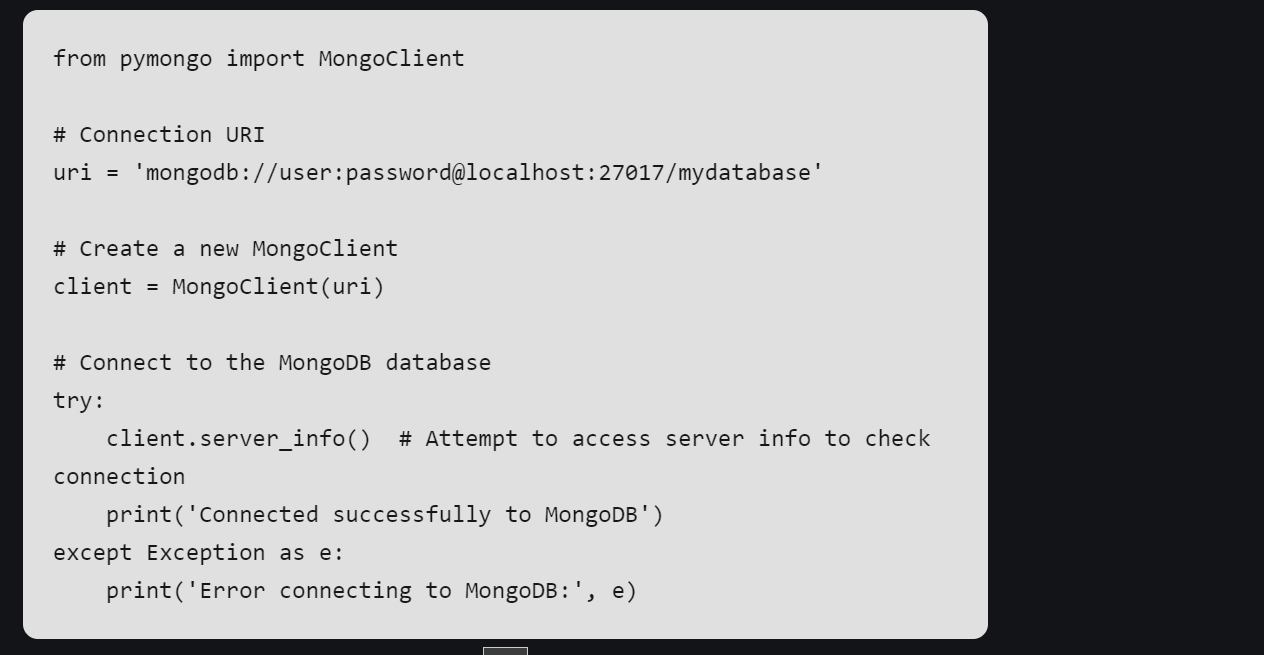 from pymongo import MongoClient
# Connection URI
uri = 'mongodb://user:password@localhost:27017/mydatabase'
# Create a new MongoClient
client = MongoClient(uri)
# Connect to the MongoDB database
try:
    client.server_info()  # Attempt to access server info to check
connection
    print('Connected successfully to MongoDB')
except Exception as e:
    print('Error connecting to MongoDB:', e)